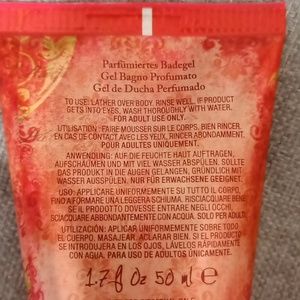 Parfümiertes Badegel
Gel Bagno Profumato
Gel de Ducha Perfumado
TO USE: LATHER OVER BODY. RINSE WELL. IF PRODUCT
GETS INTO EYES, WASH THOROUGHLY WITH WATER.
FOR ADULT USE ONLY.
UTILISATION : FAIRE MOUSSER SUR LE CORPS, BIEN RINCER.
EN CAS DE CONTACT AVEC LES YEUX, RINCER ABONDAMMENT.
POUR ADULTES UNIQUEMENT.
ANWENDUNG: AUF DIE FEUCHTE HAUT AUFTRAGEN,
AUFSCHÄUMEN UND MIT VIEL WASSER ABSPÜLEN. SOLLTE
DAS PRODUKT IN DIE AUGEN GELANGEN, GRÜNDLICH MIT
WASSER AUSSPÜLEN. NUR FÜR ERWACHSENE GEEIGNET.
USO: APPLICARE UNIFORMEMENTE SU TUTTO IL CORPO,
FINO A FORMARE UNA LEGGERA SCHIUMA. RISCIACQUARE BENE.
SE IL PRODOTTO DOVESSE ENTRARE NEGLI OCCHI,
SCIACQUARE ABBONDANTEMENTE CON ACQUA. SOLO PER ADULTI.
UTILIZACIÓN: APLICAR UNIFORMEMENTE SOBRE TODO
EL CUERPO, MASAJEAR. ACLARAR BIEN. SI EL PRODUCTO
SE INTRODUJERA EN LOS OJOS, LÁVELOS RÁPIDAMENTE
CON AGUA. PARA USO DE ADULTOS ÚNICAMENTE.
1.7 fl Oz 50 ml ℮